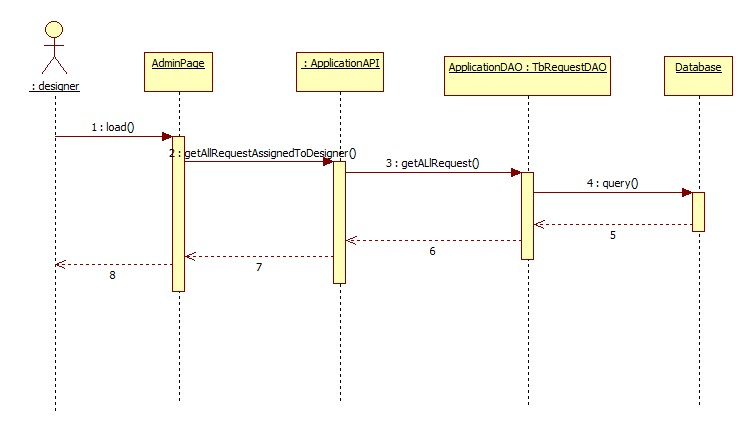 : designer
AdminPage
: ApplicationAPI
ApplicationDAO : TbRequestDAO
Database
1 : load()
2 : getAllRequestAssignedToDesigner()
3 : getALlRequest()
4 : query()
5
6
7
8